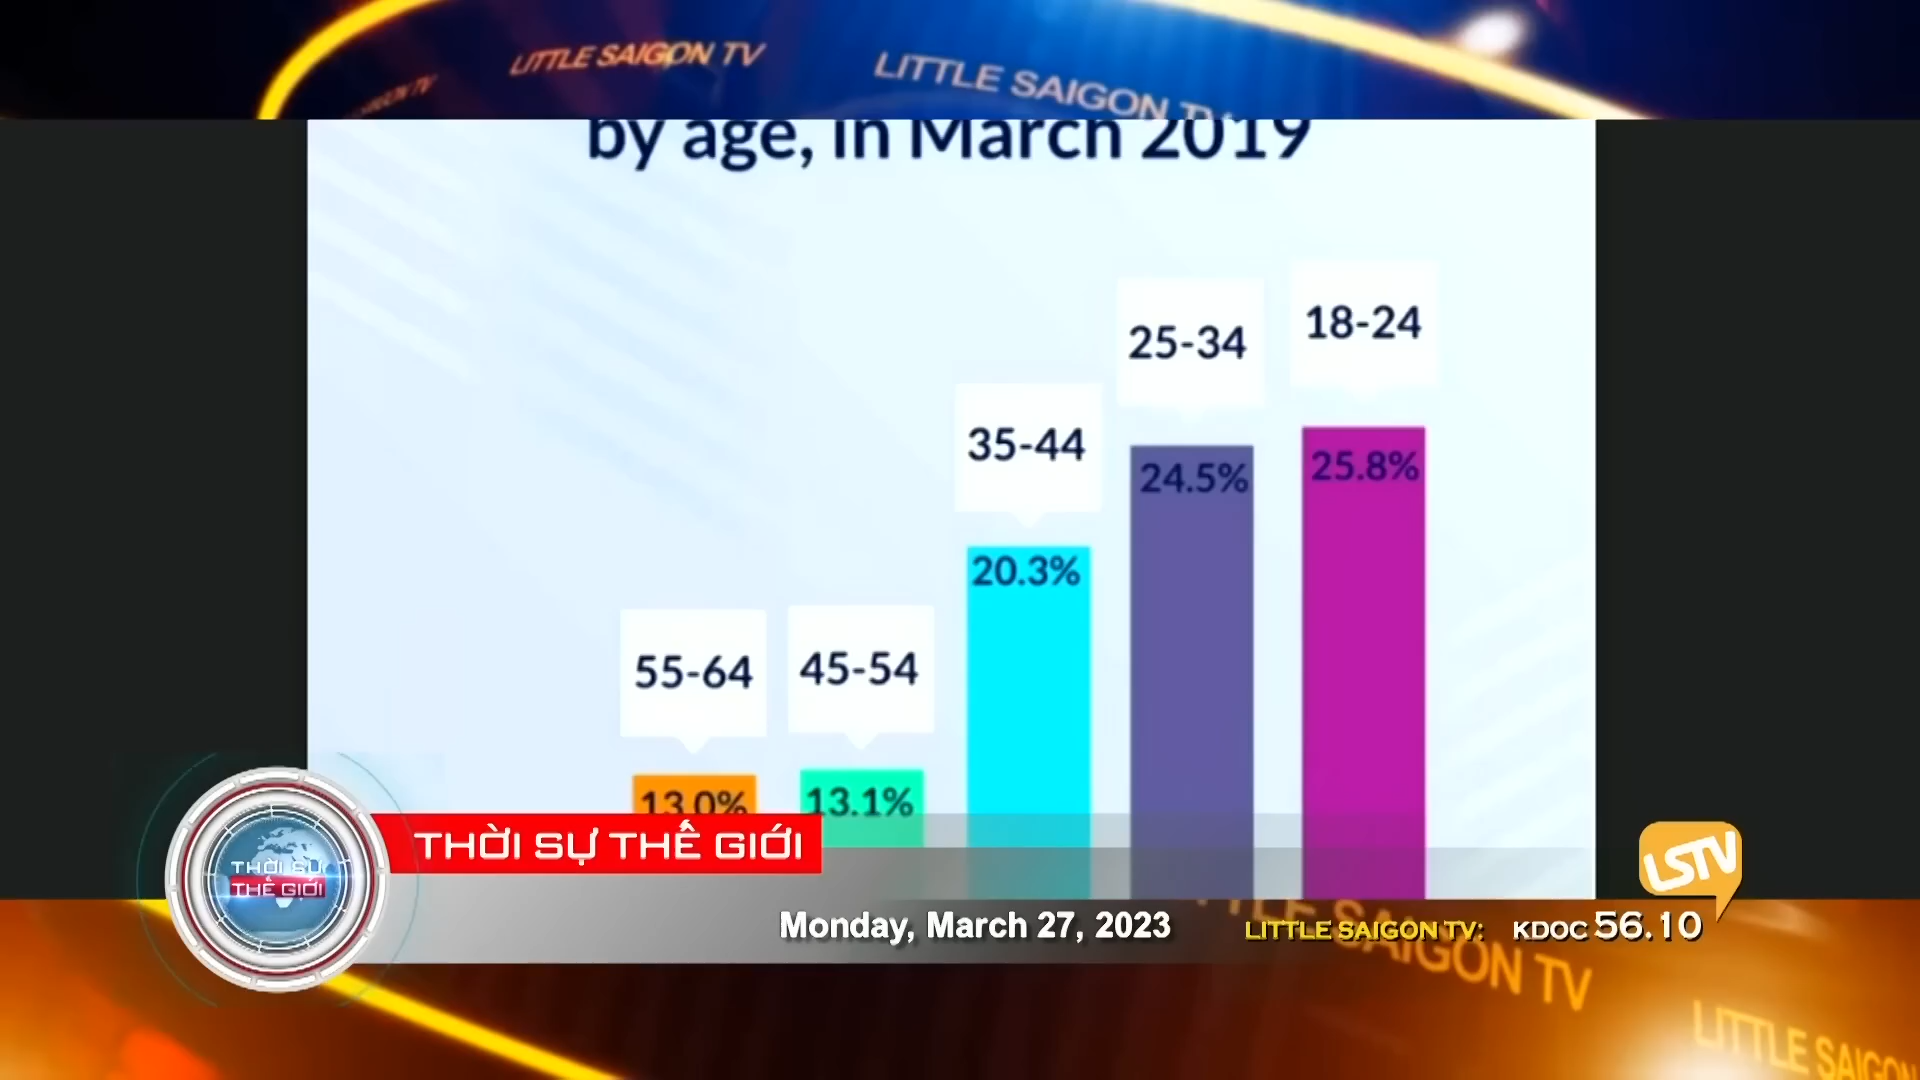 LITTLE SAIGON TV
LITTLE SAIGON TV
SAIGON TV
by age, in March 2019
18-24
25-34
35-44
25.8%
24.5%
20.3%
55-64
45-54
13.0%
13.1%
THỜI SỰ THẾ GIỚI
THỜI SỰ
THẾ GIỚI
LSTV
Monday, March 27, 2023
LITTLE SAIGON TV: KDOC 56.10
LITTLE SAIGON TV
LITTLE SAIGON